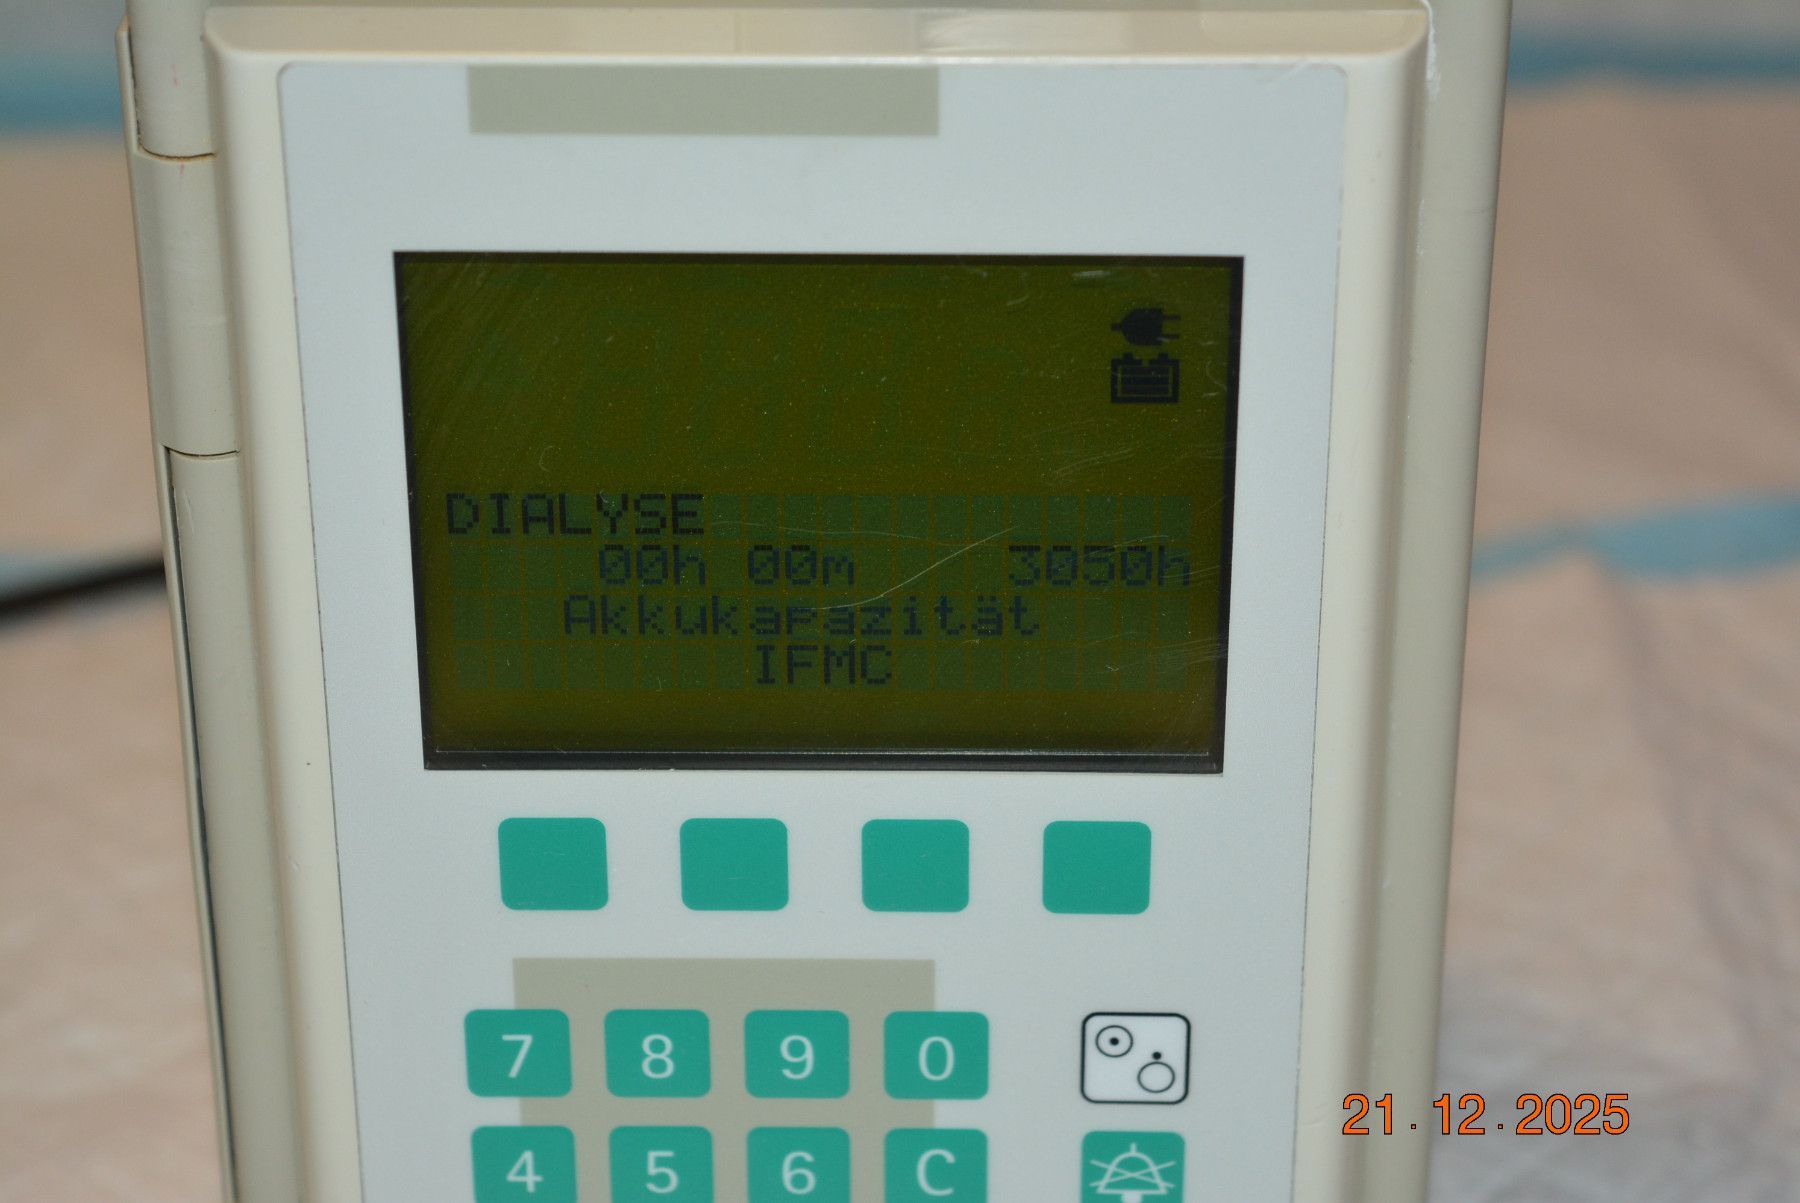 DIALYSE
00h 00m 3050h
Akkukapazität
IFMC
7 8 9 0
4 5 6 C
21.12.2025